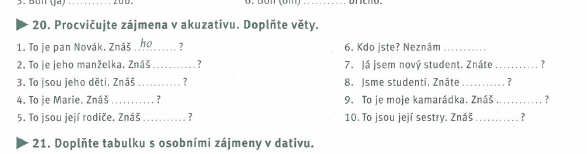 3. Bolí (já) .......... zub. 6. Bolí (on) .......... břicho.
▶ 20. Procvičujte zájmena v akuzativu. Doplňte věty.
1. To je pan Novák. Znáš ..ho.. ?
2. To je jeho manželka. Znáš ..........?
3. To jsou jeho děti. Znáš .......... ?
4. To je Marie. Znáš .......... ?
5. To jsou její rodiče. Znáš .......... ?
6. Kdo jste? Neznám ..........
7. Já jsem nový student. Znáte .......... ?
8. Jsme studenti. Znáte .......... ?
9. To je moje kamarádka. Znáš .......... ?
10. To jsou její sestry. Znáš .......... ?
▶ 21. Doplňte tabulku s osobními zájmeny v dativu.